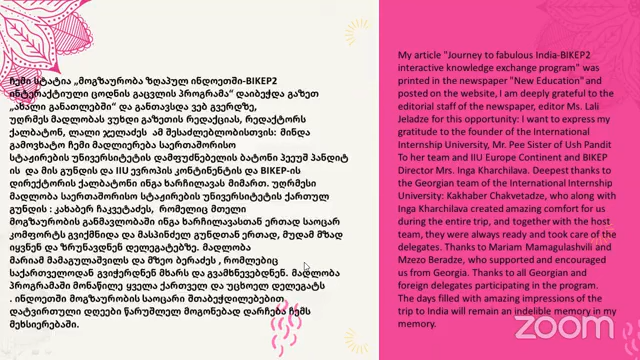 ჩემი სტატია „მოგზაურობა ზღაპულ ინდოეთში-BIKEP2
ინტერაქტიული ცოდნის გაცვლის პროგრამა“ დაიბეჭდა გაზეთ
„ახალი განათლებში“ და განთავსდა ვებ გვერდზე,
უღრმეს მადლობას ვუხდი გაზეთის რედაქციას, რედაქტორს
ქალბატონ, ლალი ჯელაძეს ამ შესაძლებლობისთვის: მინდა
გამოვხატო ჩემი მადლიერება საერთაშორისო
სტაჟირების უნივერსიტეტის დამფუძნებელის ბატონი პეუშ პანდიტ
ის და მის გუნდის და IIU ევროპის კონტინენტის და BIKEP-ის
დირექტორის ქალბატონი ინგა ხარჩილავას მიმართ. უღრმესი
მადლობა საერთაშორისო სტაჟირების უნივერსიტეტის ქართულ
გუნდის : კახაბერ ჩაკვეტაძეს, რომელიც მთელი
მოგზაურობის განმავლობაში ინგა ხარჩილავასთან ერთად საოცარ
კომფორტს გვიქმნიდა და მასპინძელ გუნდთან ერთად, მუდამ მზად
იყვნენ და ზრუნავდნენ დელეგატებზე. მადლობა
მარიამ მამაგულაშვილს და მზეო ბერაძეს , რომლებიც
საქართველოდან გვიჭერდნენ მხარს და გვამხნევებდნენ. მადლობა
პროგრამაში მონაწილე ყველა ქართველ და უცხოელ დელეგატს
. ინდოეთში მოგზაურობის საოცარი შთაბეჭდილებებით
დატვირთული დღეები წარუშლელ მოგონებად დარჩება ჩემს
მეხსიერებაში.
My article "Journey to fabulous India-BIKEP2
interactive knowledge exchange program" was
printed in the newspaper "New Education" and
posted on the website, I am deeply grateful to the
editorial staff of the newspaper, editor Ms. Lali
Jeladze for this opportunity: I want to express my
gratitude to the founder of the International
Internship University, Mr. Pee Sister of Ush Pandit
To her team and IIU Europe Continent and BIKEP
Director Mrs. Inga Kharchilava. Deepest thanks to
the Georgian team of the International Internship
University: Kakhaber Chakvetadze, who along with
Inga Kharchilava created amazing comfort for us
during the entire trip, and together with the host
team, they were always ready and took care of the
delegates. Thanks to Mariam Mamagulashvili and
Mzezo Beradze, who supported and encouraged
us from Georgia. Thanks to all Georgian and
foreign delegates participating in the program.
The days filled with amazing impressions of the
trip to India will remain an indelible memory in my
memory.
zoom